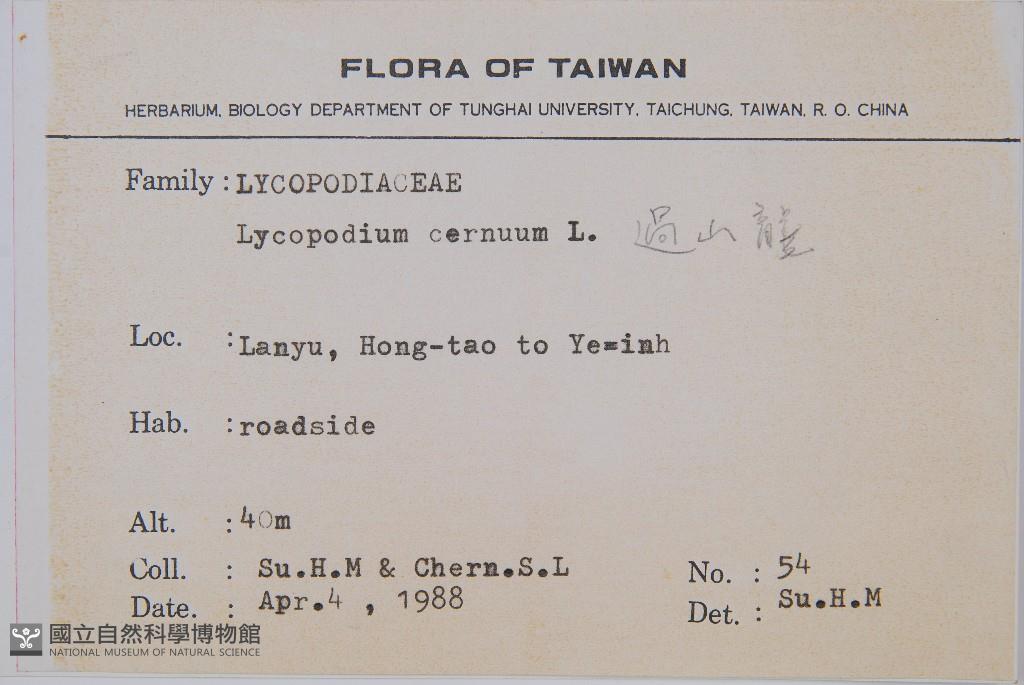 FLORA OF TAIWAN
HERBARIUM, BIOLOGY DEPARTMENT OF TUNGHAI UNIVERSITY, TAICHUNG, TAIWAN, R. O. CHINA
Family : LYCOPODIACEAE
Lycopodium cernuum L. 過山龍
Loc. : Lanyu, Hong-tao to Ye=inh
Hab. : roadside
Alt. : 40m
Coll. : Su.H.M & Chern.S.L No. : 54
Date. : Apr.4 , 1988 Det. : Su.H.M
國立自然科學博物館
NATIONAL MUSEUM OF NATURAL SCIENCE